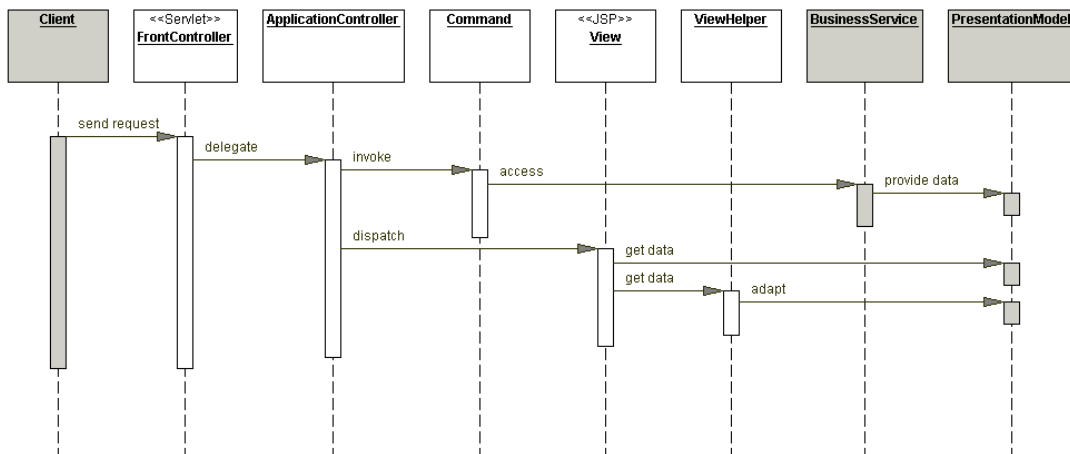 Client
<<Servlet>>
FrontController
ApplicationController
Command
<<JSP>>
View
ViewHelper
BusinessService
PresentationModel
send request
delegate
invoke
access
provide data
dispatch
get data
get data
adapt